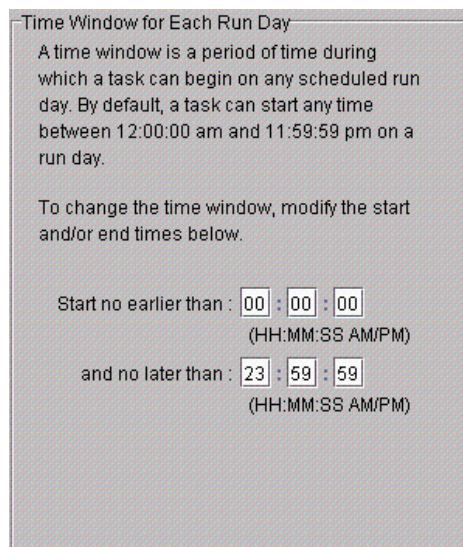 Time Window for Each Run Day
A time window is a period of time during
which a task can begin on any scheduled run
day. By default, a task can start any time
between 12:00:00 am and 11:59:59 pm on a
run day.
To change the time window, modify the start
and/or end times below.
Start no earlier than : 00 : 00 : 00
(HH:MM:SS AM/PM)
and no later than : 23 : 59 : 59
(HH:MM:SS AM/PM)